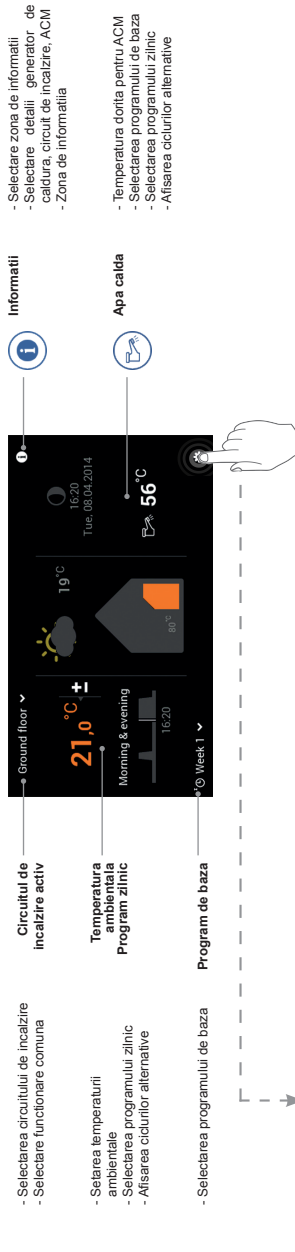 - Selectarea circuitului de incalzire
- Selectare functionare comuna
- Setarea temperaturii
ambientale
- Selectarea programului zilnic
- Afisarea ciclurilor alternative
- Selectarea programului de baza
Circuitul de
incalzire activ
Temperatura
ambientala
Program zilnic
Program de baza
Ground floor
21,0°C ±
Morning & evening
16:20
Week 1
19°C
80°C
i
16:20
Tue, 08.04.2014
56°C
i
Informatii
Apa calda
- Selectare zona de informatii
- Selectare detalii generator de
caldura, circuit de incalzire, ACM
- Zona de informatiia
- Temperatura dorita pentru ACM
- Selectarea programului de baza
- Selectarea programului zilnic
- Afisarea ciclurilor alternative